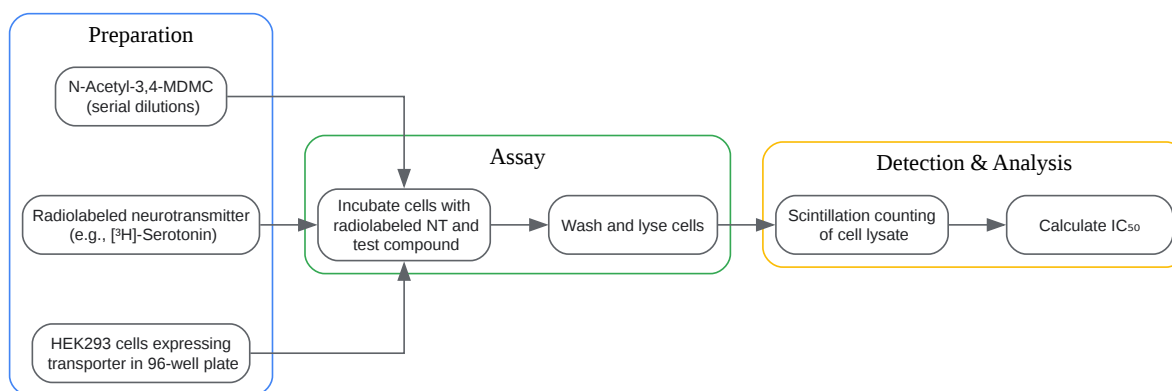 Preparation
N-Acetyl-3,4-MDMC
(serial dilutions)
Radiolabeled neurotransmitter
(e.g., [³H]-Serotonin)
HEK293 cells expressing
transporter in 96-well plate
Assay
Incubate cells with
radiolabeled NT and
test compound
Wash and lyse cells
Detection & Analysis
Scintillation counting
of cell lysate
Calculate IC₅₀